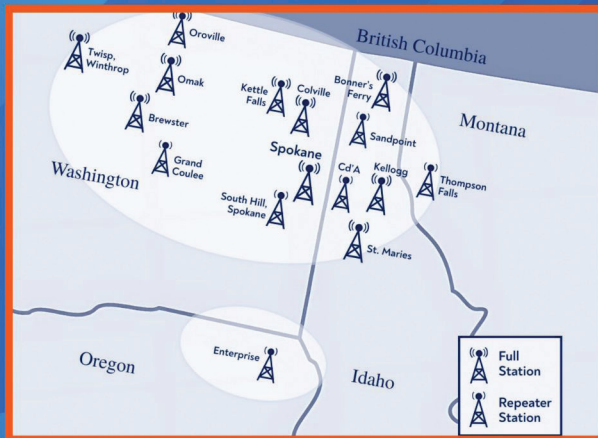 British Columbia
Oroville
Twisp,
Winthrop
Omak
Kettle
Falls
Colville
Bonner's
Ferry
Brewster
Sandpoint
Montana
Grand
Coulee
Spokane
Washington
Cd'A
Kellogg
Thompson
Falls
South Hill,
Spokane
St. Maries
Enterprise
Oregon
Idaho
Full
Station
Repeater
Station